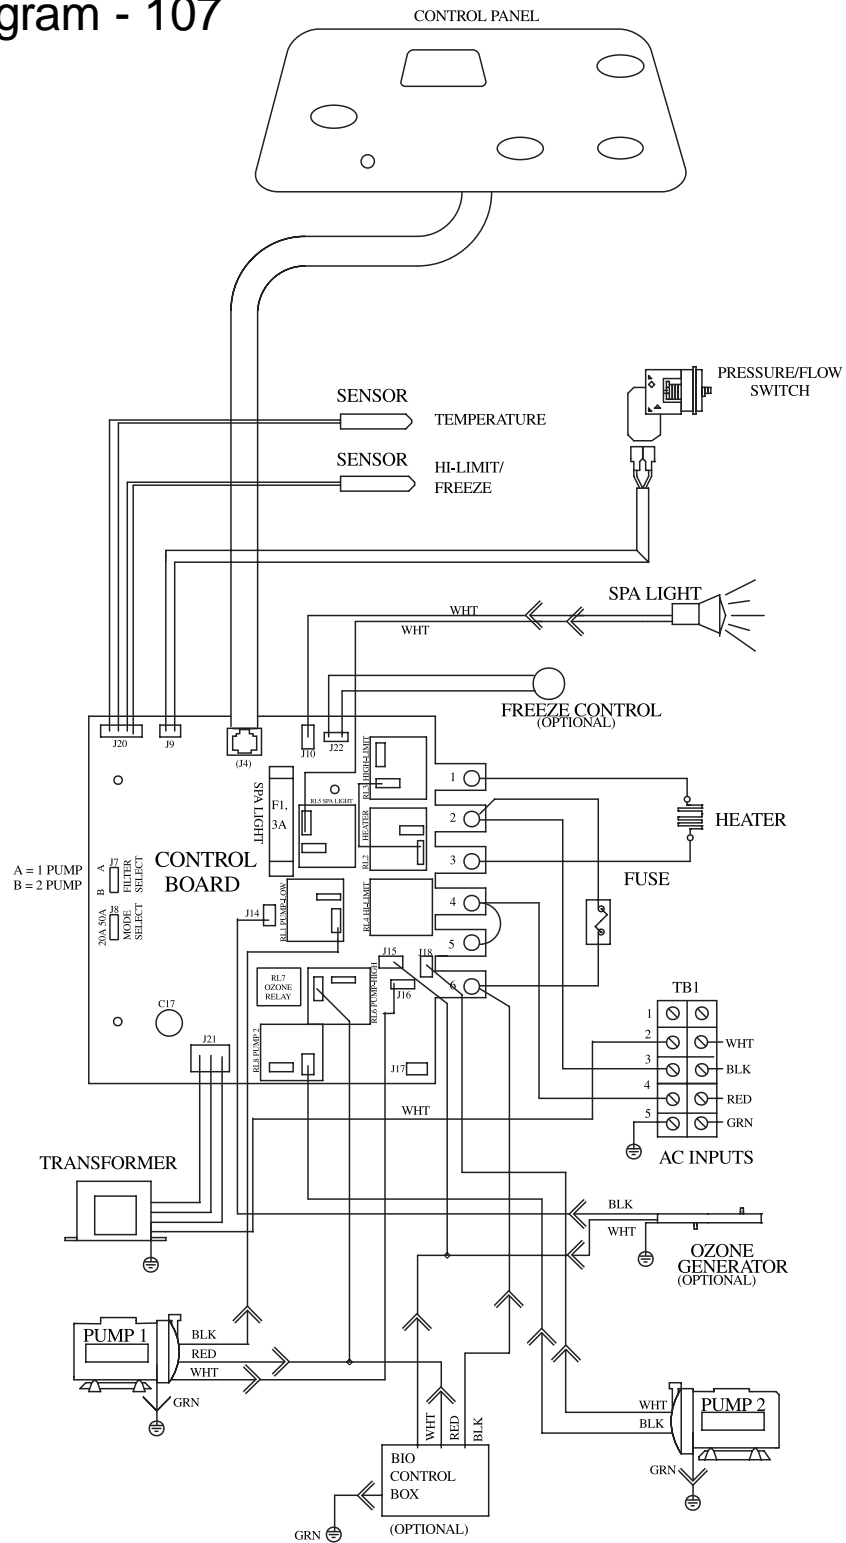 gram - 107
CONTROL PANEL
PRESSURE/FLOW
SWITCH
SENSOR
TEMPERATURE
SENSOR
HI-LIMIT/
FREEZE
SPA LIGHT
WHT
WHT
FREEZE CONTROL
(OPTIONAL)
J20
J9
(J4)
J10
J22
RL3 HIGH-LIMIT
1
SPA LIGHT
F1,
3A
RL5 SPA LIGHT
RL2 HEATER
2
HEATER
3
A = 1 PUMP
B = 2 PUMP
A
B
J7
FILTER
SELECT
CONTROL
BOARD
FUSE
20A 50A
J8
MODE
SELECT
J14
RL1 PUMP-LOW
RL4 HI-LIMIT
4
5
J15
J18
RL7
OZONE
RELAY
RL6 PUMP-HIGH
J16
6
TB1
C17
1
J21
RL8 PUMP 2
J17
2
WHT
3
BLK
4
RED
5
GRN
WHT
AC INPUTS
TRANSFORMER
BLK
WHT
OZONE
GENERATOR
(OPTIONAL)
PUMP 1
BLK
RED
WHT
GRN
WHT
RED
BLK
WHT
BLK
PUMP 2
GRN
BIO
CONTROL
BOX
(OPTIONAL)
GRN